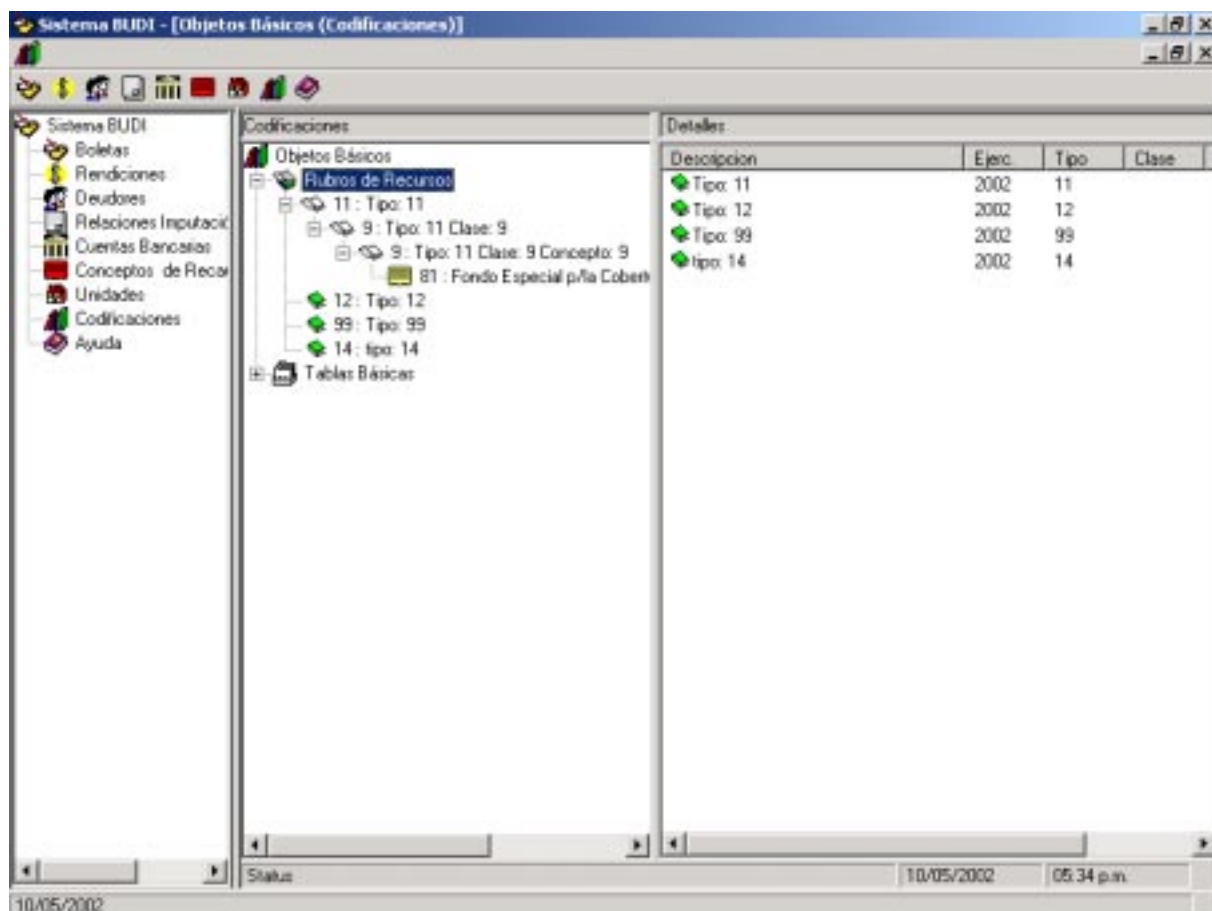 Sistema BUDI - [Objetos Básicos (Codificaciones)]
Sistema BUDI
Boletas
Rendiciones
Deudores
Relaciones Imputació
Cuentas Bancarias
Conceptos de Reca
Unidades
Codificaciones
Ayuda
Codificaciones
Objetos Básicos
Rubros de Recursos
11 : Tipo: 11
9 : Tipo: 11 Clase: 9
9 : Tipo: 11 Clase: 9 Concepto: 9
81 : Fondo Especial p/la Cobert
12 : Tipo: 12
99 : Tipo: 99
14 : tipo: 14
Tablas Básicas
Detalles
Descripcion Ejerc. Tipo Clase
Tipo: 11 2002 11
Tipo: 12 2002 12
Tipo: 99 2002 99
tipo: 14 2002 14
Status 10/05/2002 05:34 p.m.
10/05/2002